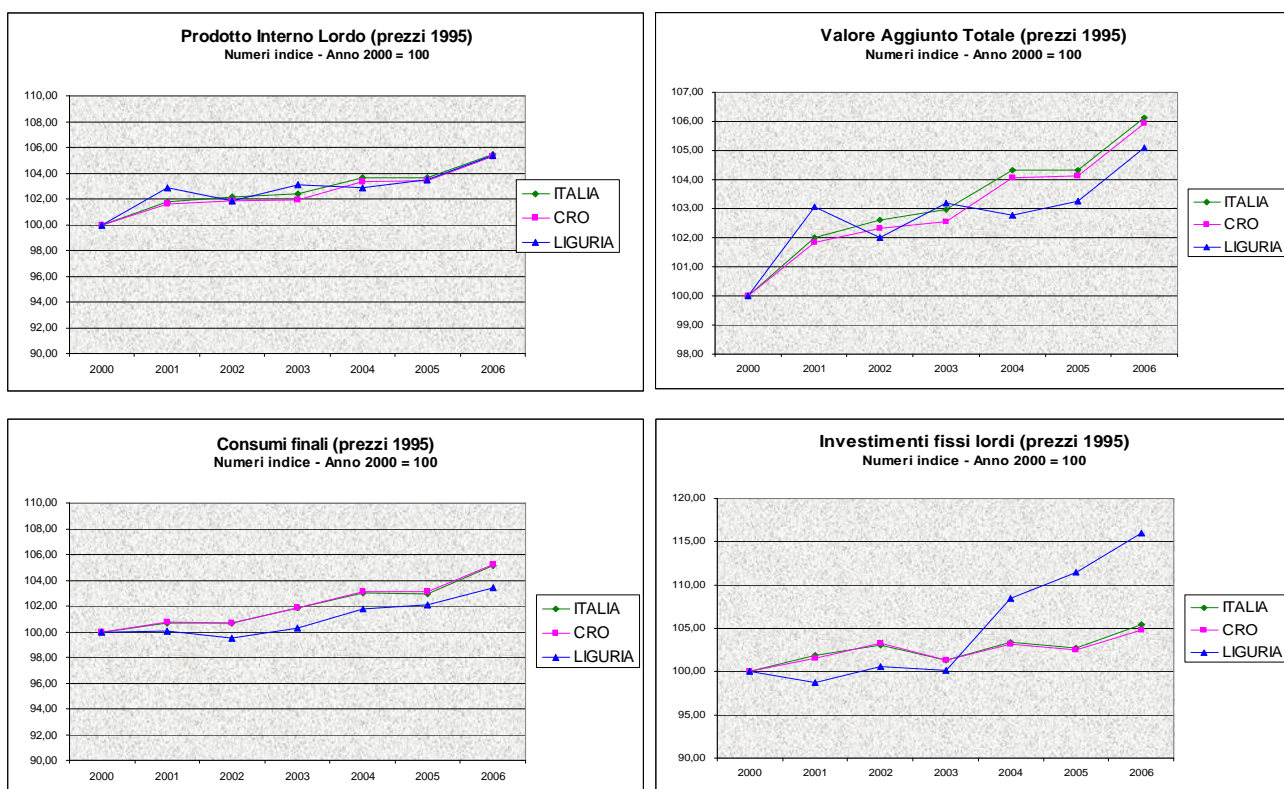 Prodotto Interno Lordo (prezzi 1995)
Numeri indice - Anno 2000 = 100
110,00
108,00
106,00
104,00
102,00
100,00
98,00
96,00
94,00
92,00
90,00
2000 2001 2002 2003 2004 2005 2006
ITALIA
CRO
LIGURIA
Valore Aggiunto Totale (prezzi 1995)
Numeri indice - Anno 2000 = 100
107,00
106,00
105,00
104,00
103,00
102,00
101,00
100,00
99,00
98,00
2000 2001 2002 2003 2004 2005 2006
ITALIA
CRO
LIGURIA
Consumi finali (prezzi 1995)
Numeri indice - Anno 2000 = 100
110,00
108,00
106,00
104,00
102,00
100,00
98,00
96,00
94,00
92,00
90,00
2000 2001 2002 2003 2004 2005 2006
ITALIA
CRO
LIGURIA
Investimenti fissi lordi (prezzi 1995)
Numeri indice - Anno 2000 = 100
120,00
115,00
110,00
105,00
100,00
95,00
90,00
2000 2001 2002 2003 2004 2005 2006
ITALIA
CRO
LIGURIA